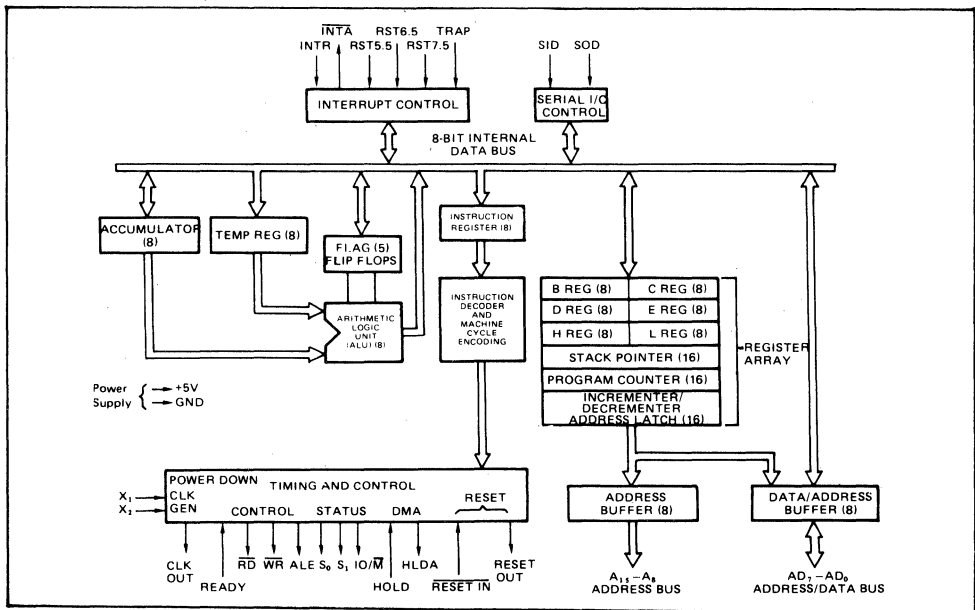 INTA
RST6.5 TRAP
INTR RST5.5 RST7.5
SID SOD
INTERRUPT CONTROL
SERIAL I/C
CONTROL
8-BIT INTERNAL
DATA BUS
ACCUMULATOR
(8)
TEMP REG (8)
FLAG (5)
FLIP FLOPS
INSTRUCTION
REGISTER (8)
ARITHMETIC
LOGIC
UNIT
(ALU) (8)
INSTRUCTION
DECODER
AND
MACHINE
CYCLE
ENCODING
B REG (8) C REG (8)
D REG (8) E REG (8)
H REG (8) L REG (8)
STACK POINTER (16)
PROGRAM COUNTER (16)
INCREMENTER/
DECREMENTER
ADDRESS LATCH (16)
REGISTER
ARRAY
Power
Supply
+5V
GND
X₁
X₂
POWER DOWN
CLK
GEN
TIMING AND CONTROL
CONTROL STATUS DMA
RESET
CLK
OUT
READY
RD WR ALE S₀ S₁ IO/M
HOLD
HLDA
RESET IN
RESET
OUT
ADDRESS
BUFFER (8)
DATA/ADDRESS
BUFFER (8)
A₁₅–A₈
ADDRESS BUS
AD₇–AD₀
ADDRESS/DATA BUS